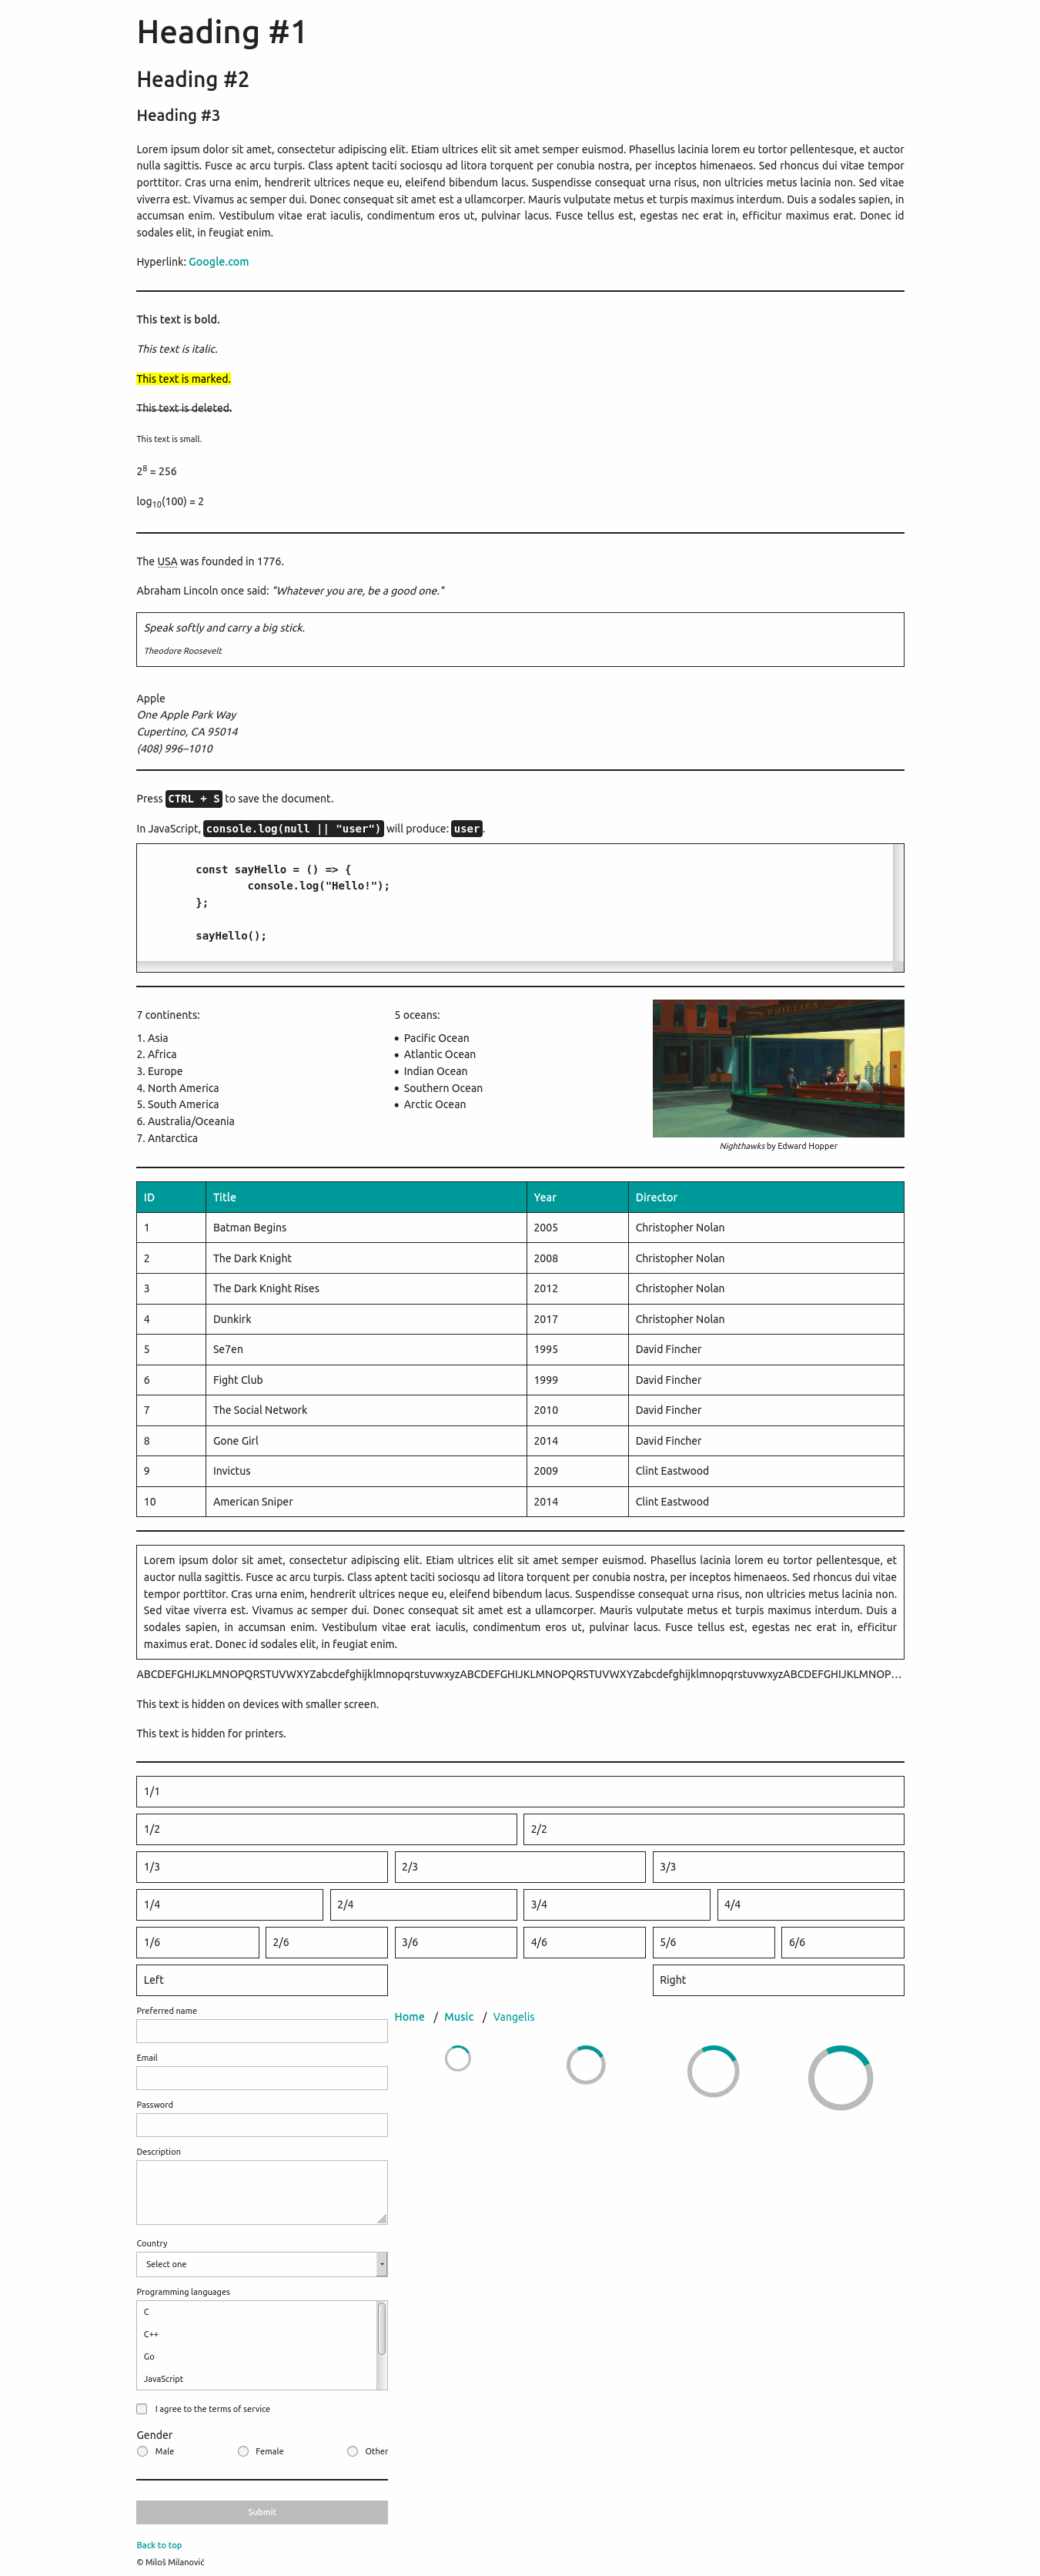 Heading #1
Heading #2
Heading #3
Lorem ipsum dolor sit amet, consectetur adipiscing elit. Etiam ultrices elit sit amet semper euismod. Phasellus lacinia lorem eu tortor pellentesque, et auctor
nulla sagittis. Fusce ac arcu turpis. Class aptent taciti sociosqu ad litora torquent per conubia nostra, per inceptos himenaeos. Sed rhoncus dui vitae tempor
porttitor. Cras urna enim, hendrerit ultrices neque eu, eleifend bibendum lacus. Suspendisse consequat urna risus, non ultricies metus lacinia non. Sed vitae
viverra est. Vivamus ac semper dui. Donec consequat sit amet est a ullamcorper. Mauris vulputate metus et turpis maximus interdum. Duis a sodales sapien, in
accumsan enim. Vestibulum vitae erat iaculis, condimentum eros ut, pulvinar lacus. Fusce tellus est, egestas nec erat in, efficitur maximus erat. Donec id
sodales elit, in feugiat enim.
Hyperlink: Google.com
This text is bold.
This text is italic.
This text is marked.
This text is deleted.
This text is small.
2⁸ = 256
log₁₀(100) = 2
The USA was founded in 1776.
Abraham Lincoln once said: "Whatever you are, be a good one."
Speak softly and carry a big stick.
Theodore Roosevelt
Apple
One Apple Park Way
Cupertino, CA 95014
(408) 996–1010
Press CTRL + S to save the document.
In JavaScript, console.log(null || "user") will produce: user.
const sayHello = () => {
console.log("Hello!");
};
sayHello();
7 continents:
1. Asia
2. Africa
3. Europe
4. North America
5. South America
6. Australia/Oceania
7. Antarctica
5 oceans:
• Pacific Ocean
• Atlantic Ocean
• Indian Ocean
• Southern Ocean
• Arctic Ocean
PHILLIES
Nighthawks by Edward Hopper
ID Title Year Director
1 Batman Begins 2005 Christopher Nolan
2 The Dark Knight 2008 Christopher Nolan
3 The Dark Knight Rises 2012 Christopher Nolan
4 Dunkirk 2017 Christopher Nolan
5 Se7en 1995 David Fincher
6 Fight Club 1999 David Fincher
7 The Social Network 2010 David Fincher
8 Gone Girl 2014 David Fincher
9 Invictus 2009 Clint Eastwood
10 American Sniper 2014 Clint Eastwood
Lorem ipsum dolor sit amet, consectetur adipiscing elit. Etiam ultrices elit sit amet semper euismod. Phasellus lacinia lorem eu tortor pellentesque, et
auctor nulla sagittis. Fusce ac arcu turpis. Class aptent taciti sociosqu ad litora torquent per conubia nostra, per inceptos himenaeos. Sed rhoncus dui vitae
tempor porttitor. Cras urna enim, hendrerit ultrices neque eu, eleifend bibendum lacus. Suspendisse consequat urna risus, non ultricies metus lacinia non.
Sed vitae viverra est. Vivamus ac semper dui. Donec consequat sit amet est a ullamcorper. Mauris vulputate metus et turpis maximus interdum. Duis a
sodales sapien, in accumsan enim. Vestibulum vitae erat iaculis, condimentum eros ut, pulvinar lacus. Fusce tellus est, egestas nec erat in, efficitur
maximus erat. Donec id sodales elit, in feugiat enim.
ABCDEFGHIJKLMNOPQRSTUVWXYZabcdefghijklmnopqrstuvwxyzABCDEFGHIJKLMNOPQRSTUVWXYZabcdefghijklmnopqrstuvwxyzABCDEFGHIJKLMNOP…
This text is hidden on devices with smaller screen.
This text is hidden for printers.
1/1
1/2 2/2
1/3 2/3 3/3
1/4 2/4 3/4 4/4
1/6 2/6 3/6 4/6 5/6 6/6
Left Right
Preferred name
Email
Password
Description
Country
Select one
Programming languages
C
C++
Go
JavaScript
I agree to the terms of service
Gender
Male Female Other
Submit
Home / Music / Vangelis
Back to top
© Miloš Milanović